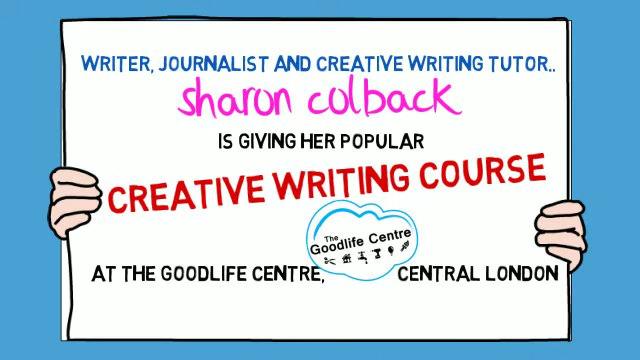 WRITER, JOURNALIST AND CREATIVE WRITING TUTOR..
sharon colback
IS GIVING HER POPULAR
CREATIVE WRITING COURSE
The
Goodlife Centre
AT THE GOODLIFE CENTRE, CENTRAL LONDON